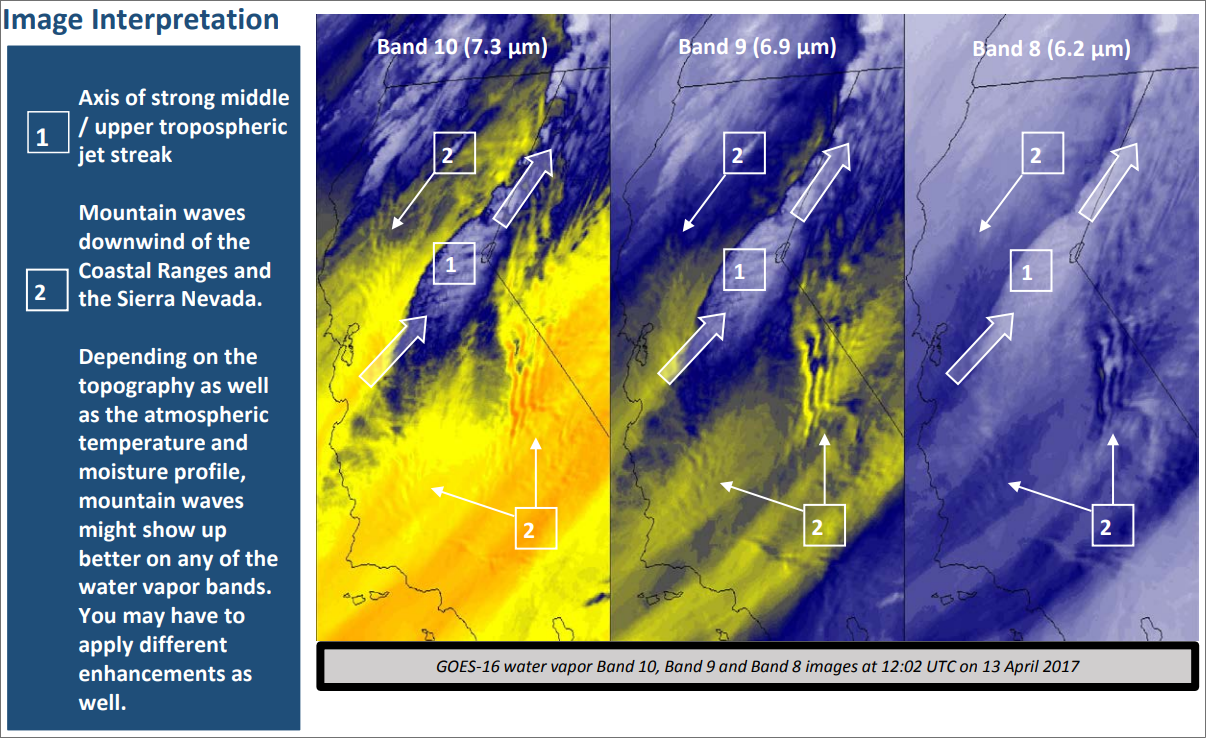 Image Interpretation
1
Axis of strong middle
/ upper tropospheric
jet streak
2
Mountain waves
downwind of the
Coastal Ranges and
the Sierra Nevada.
Depending on the
topography as well
as the atmospheric
temperature and
moisture profile,
mountain waves
might show up
better on any of the
water vapor bands.
You may have to
apply different
enhancements as
well.
Band 10 (7.3 µm)
2
1
2
Band 9 (6.9 µm)
2
1
2
Band 8 (6.2 µm)
2
1
2
GOES-16 water vapor Band 10, Band 9 and Band 8 images at 12:02 UTC on 13 April 2017